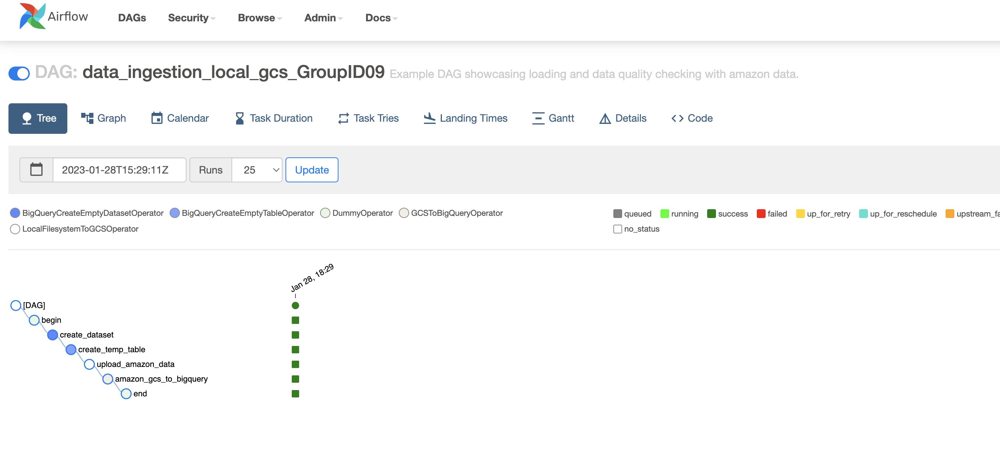 Airflow DAGs Security Browse Admin Docs
DAG: data_ingestion_local_gcs_GroupID09 Example DAG showcasing loading and data quality checking with amazon data.
Tree Graph Calendar Task Duration Task Tries Landing Times Gantt Details Code
2023-01-28T15:29:11Z Runs 25 Update
BigQueryCreateEmptyDatasetOperator BigQueryCreateEmptyTableOperator DummyOperator GCSToBigQueryOperator
LocalFilesystemToGCSOperator
queued running success failed up_for_retry up_for_reschedule upstream_fa
no_status
Jan 28, 18:29
[DAG]
begin
create_dataset
create_temp_table
upload_amazon_data
amazon_gcs_to_bigquery
end